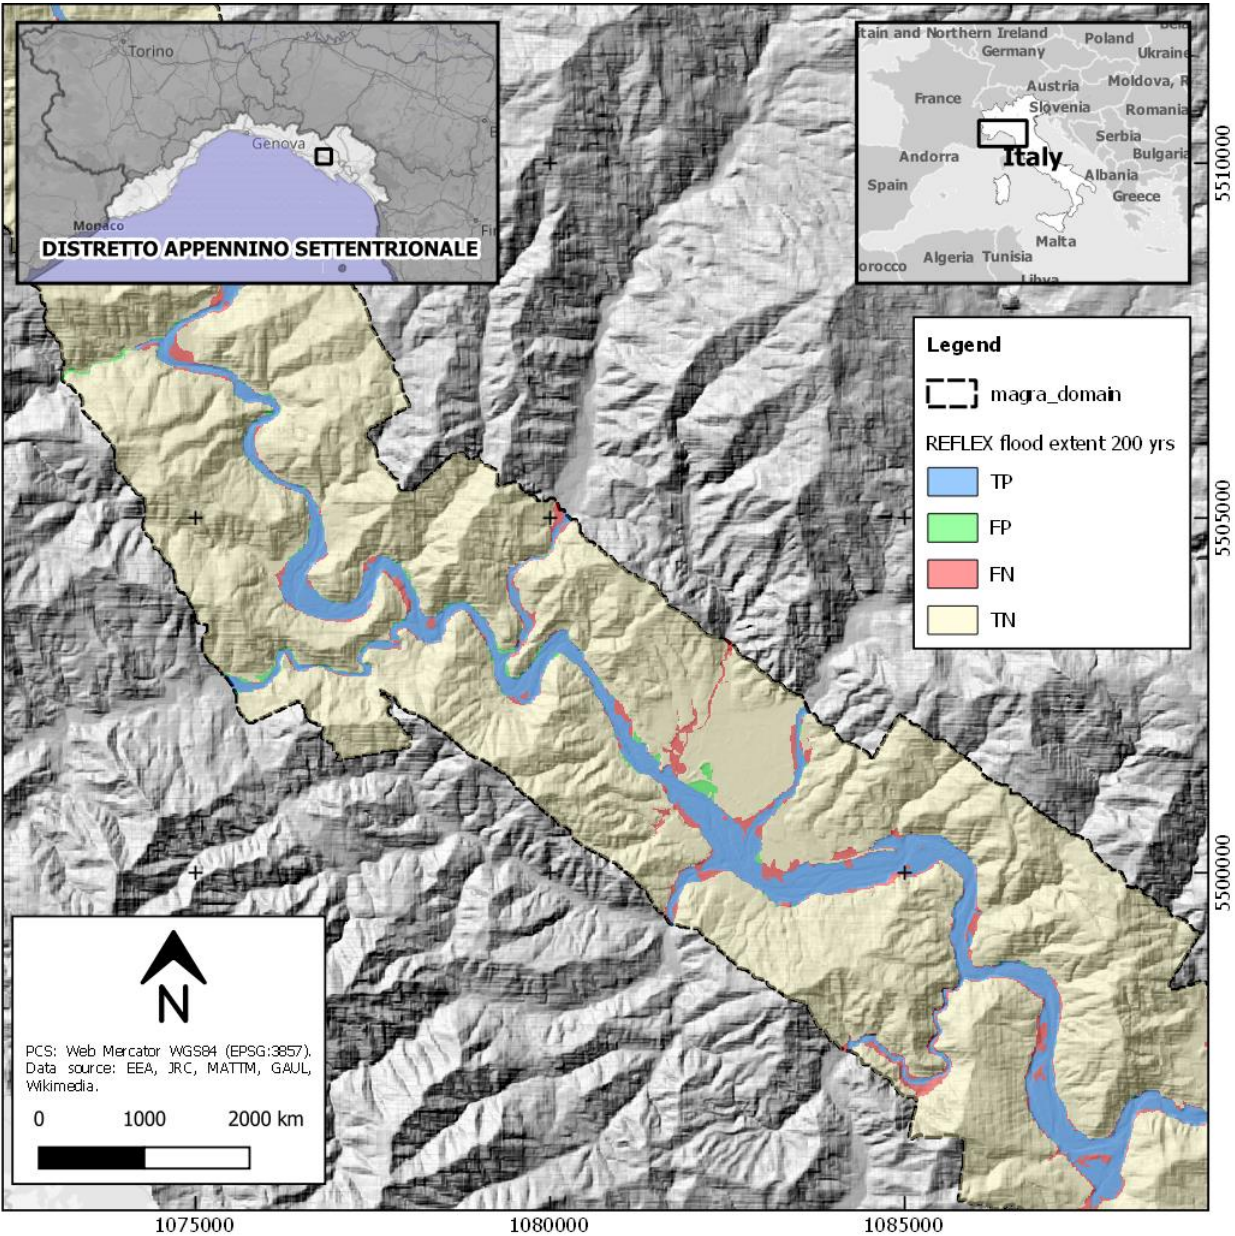 Torino
Genova
Monaco
DISTRETTO APPENNINO SETTENTRIONALE
tain and Northern Ireland
Poland
Germany
Ukraine
Austria
Moldova, R
France
Slovenia
Romania
Serbia
Andorra
Italy
Bulgaria
Albania
Spain
Greece
Malta
orocco
Algeria
Tunisia
Libya
Legend
magra_domain
REFLEX flood extent 200 yrs
TP
FP
FN
TN
5510000
5505000
5500000
N
PCS: Web Mercator WGS84 (EPSG:3857).
Data source: EEA, JRC, MATTM, GAUL,
Wikimedia.
0 1000 2000 km
1075000 1080000 1085000